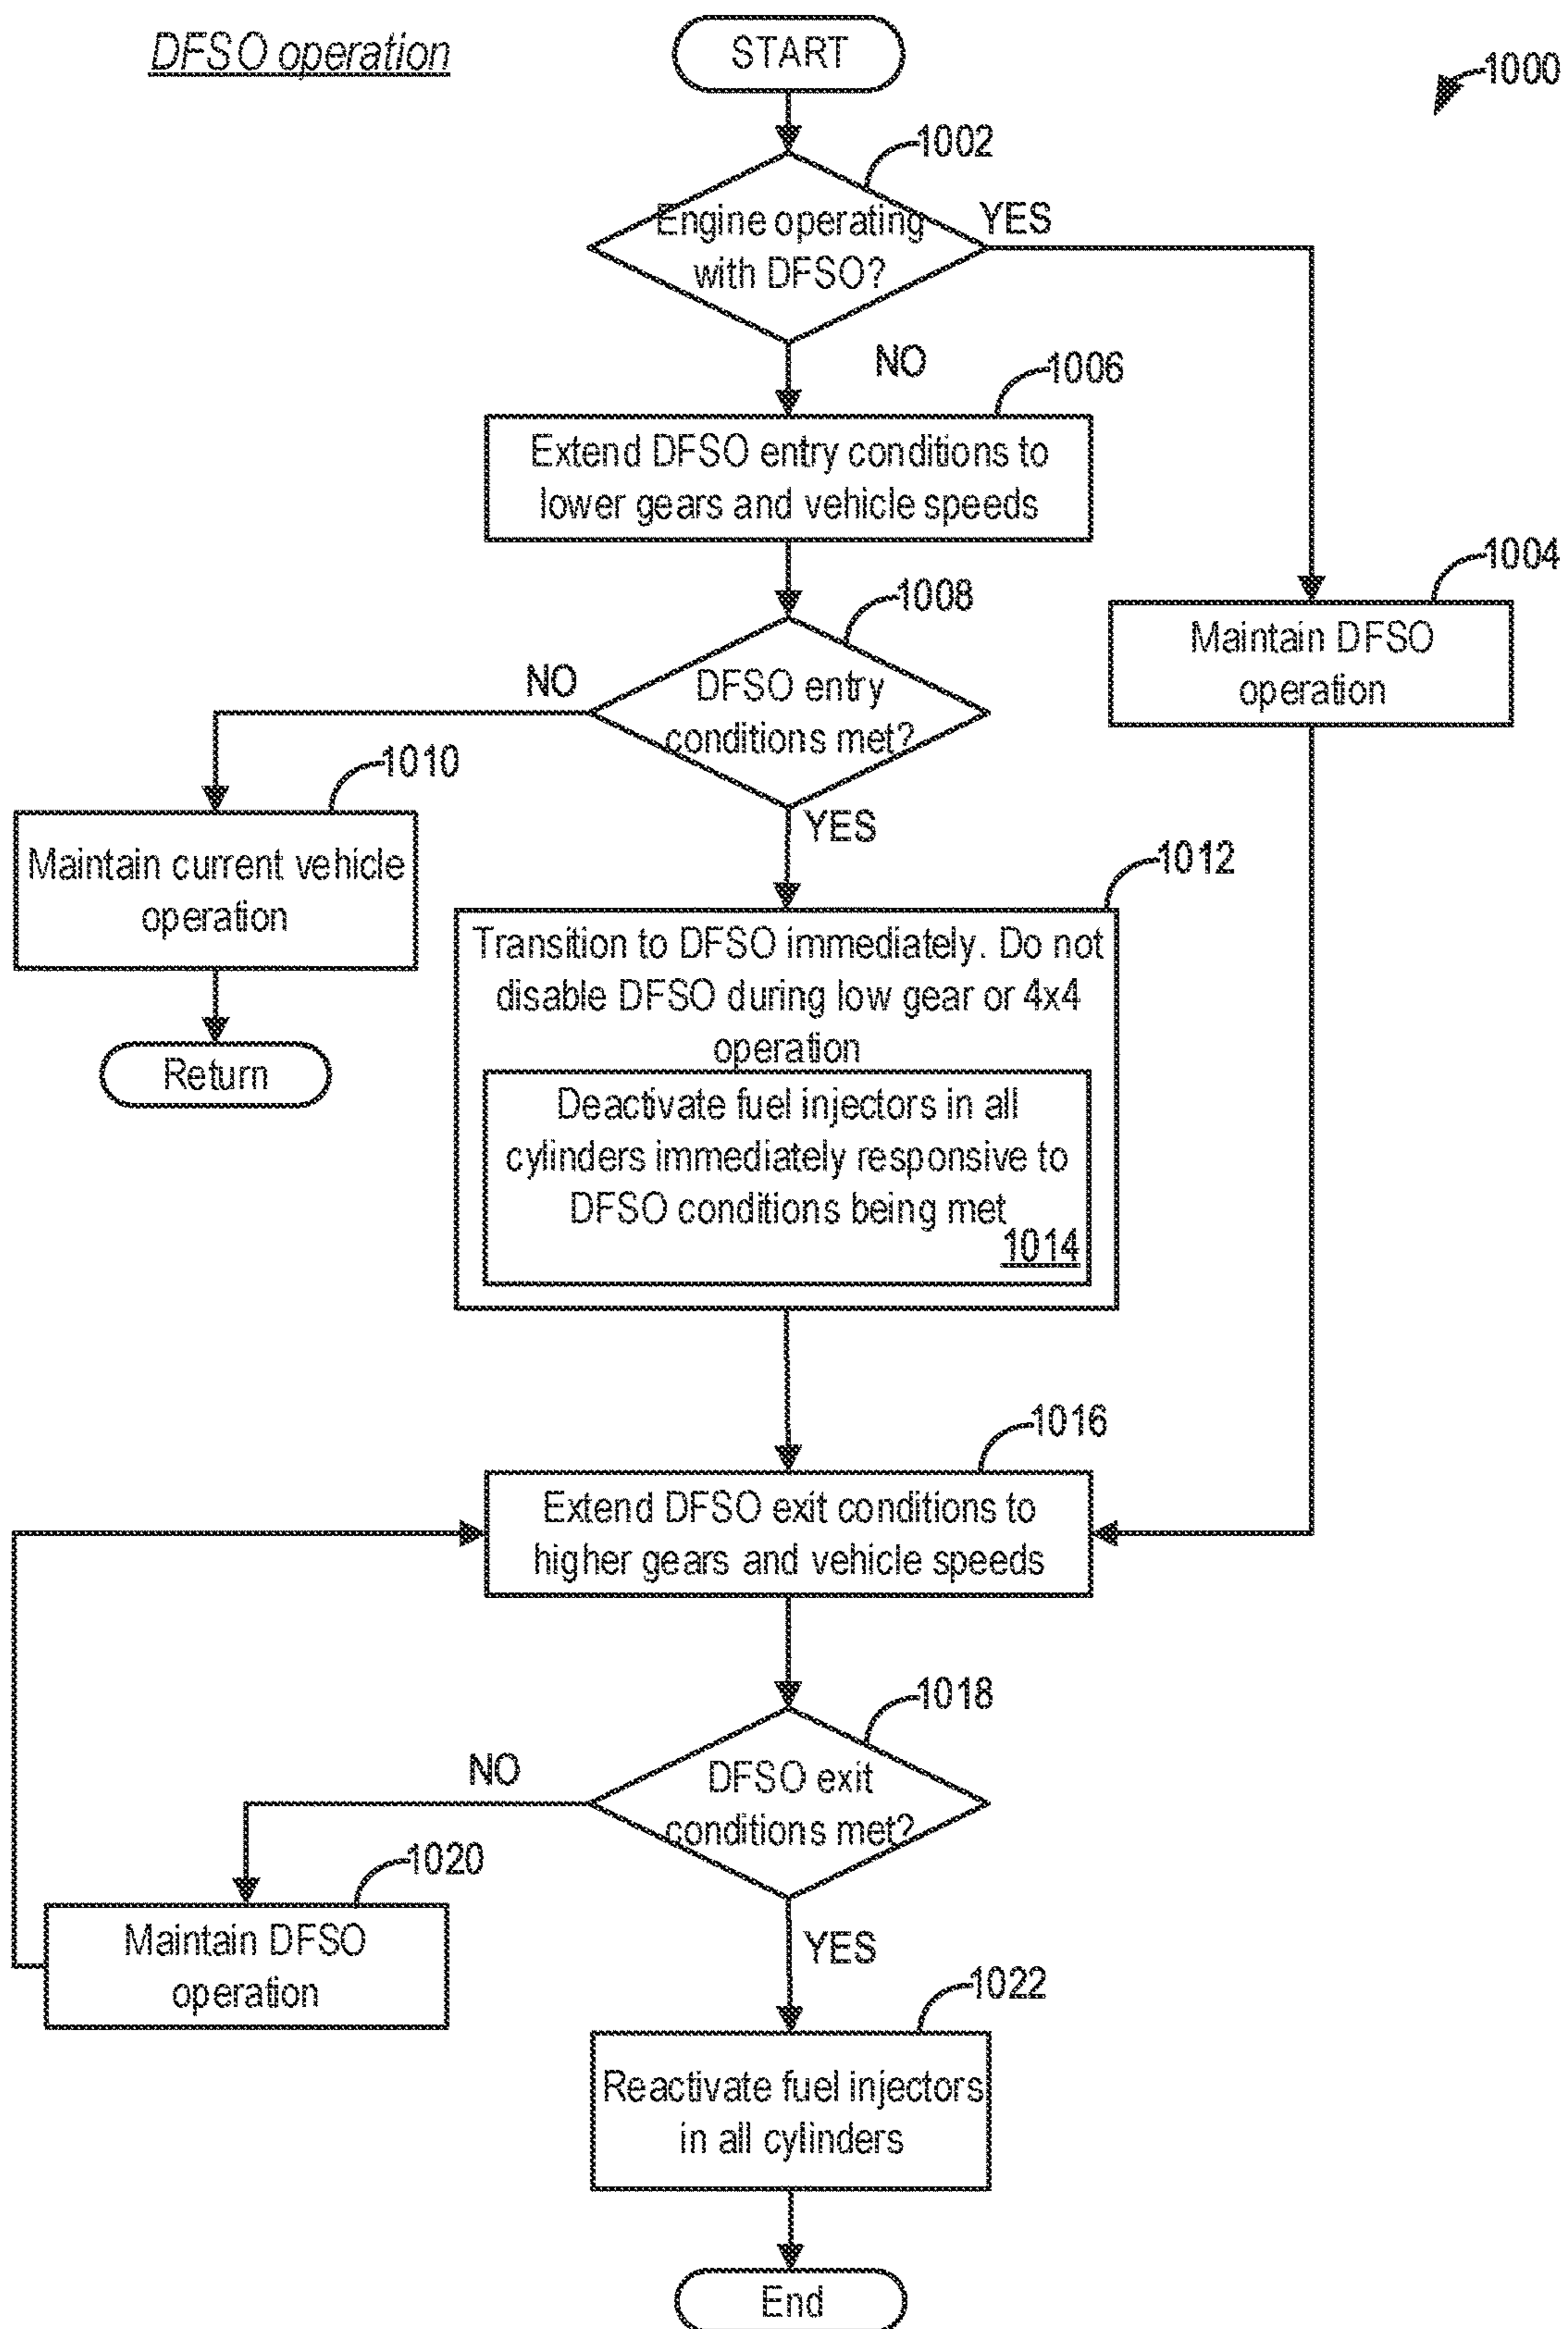 DFSO operation
START
1000
1002
Engine operating
with DFSO?
YES
NO
1006
Extend DFSO entry conditions to
lower gears and vehicle speeds
1004
Maintain DFSO
operation
1008
DFSO entry
conditions met?
NO
1010
Maintain current vehicle
operation
Return
YES
1012
Transition to DFSO immediately. Do not
disable DFSO during low gear or 4x4
operation
Deactivate fuel injectors in all
cylinders immediately responsive to
DFSO conditions being met
1014
1016
Extend DFSO exit conditions to
higher gears and vehicle speeds
1018
DFSO exit
conditions met?
NO
1020
Maintain DFSO
operation
YES
1022
Reactivate fuel injectors
in all cylinders
End